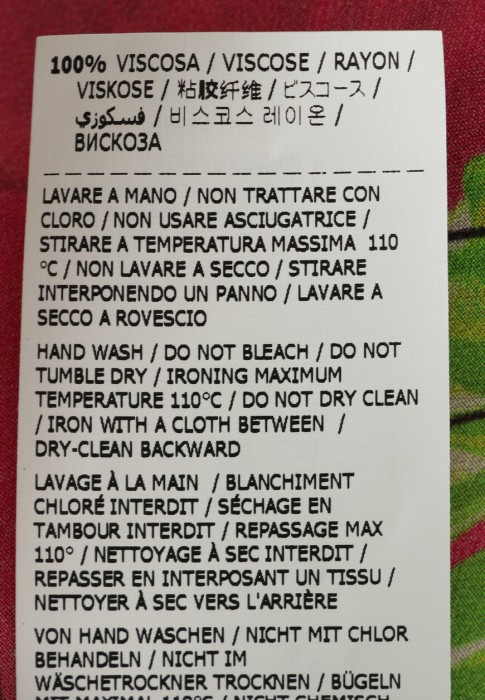 100% VISCOSA / VISCOSE / RAYON /
VISKOSE / 粘胶纤维 / ビスコース /
فسكوزي / 비스코스 레이온 /
ВИСКОЗА
LAVARE A MANO / NON TRATTARE CON
CLORO / NON USARE ASCIUGATRICE /
STIRARE A TEMPERATURA MASSIMA 110
°C / NON LAVARE A SECCO / STIRARE
INTERPONENDO UN PANNO / LAVARE A
SECCO A ROVESCIO
HAND WASH / DO NOT BLEACH / DO NOT
TUMBLE DRY / IRONING MAXIMUM
TEMPERATURE 110°C / DO NOT DRY CLEAN
/ IRON WITH A CLOTH BETWEEN /
DRY-CLEAN BACKWARD
LAVAGE À LA MAIN / BLANCHIMENT
CHLORÉ INTERDIT / SÉCHAGE EN
TAMBOUR INTERDIT / REPASSAGE MAX
110° / NETTOYAGE À SEC INTERDIT /
REPASSER EN INTERPOSANT UN TISSU /
NETTOYER À SEC VERS L'ARRIÈRE
VON HAND WASCHEN / NICHT MIT CHLOR
BEHANDELN / NICHT IM
WÄSCHETROCKNER TROCKNEN / BÜGELN
MIT MAXIMAL 110°C / NICHT CHEMISCH